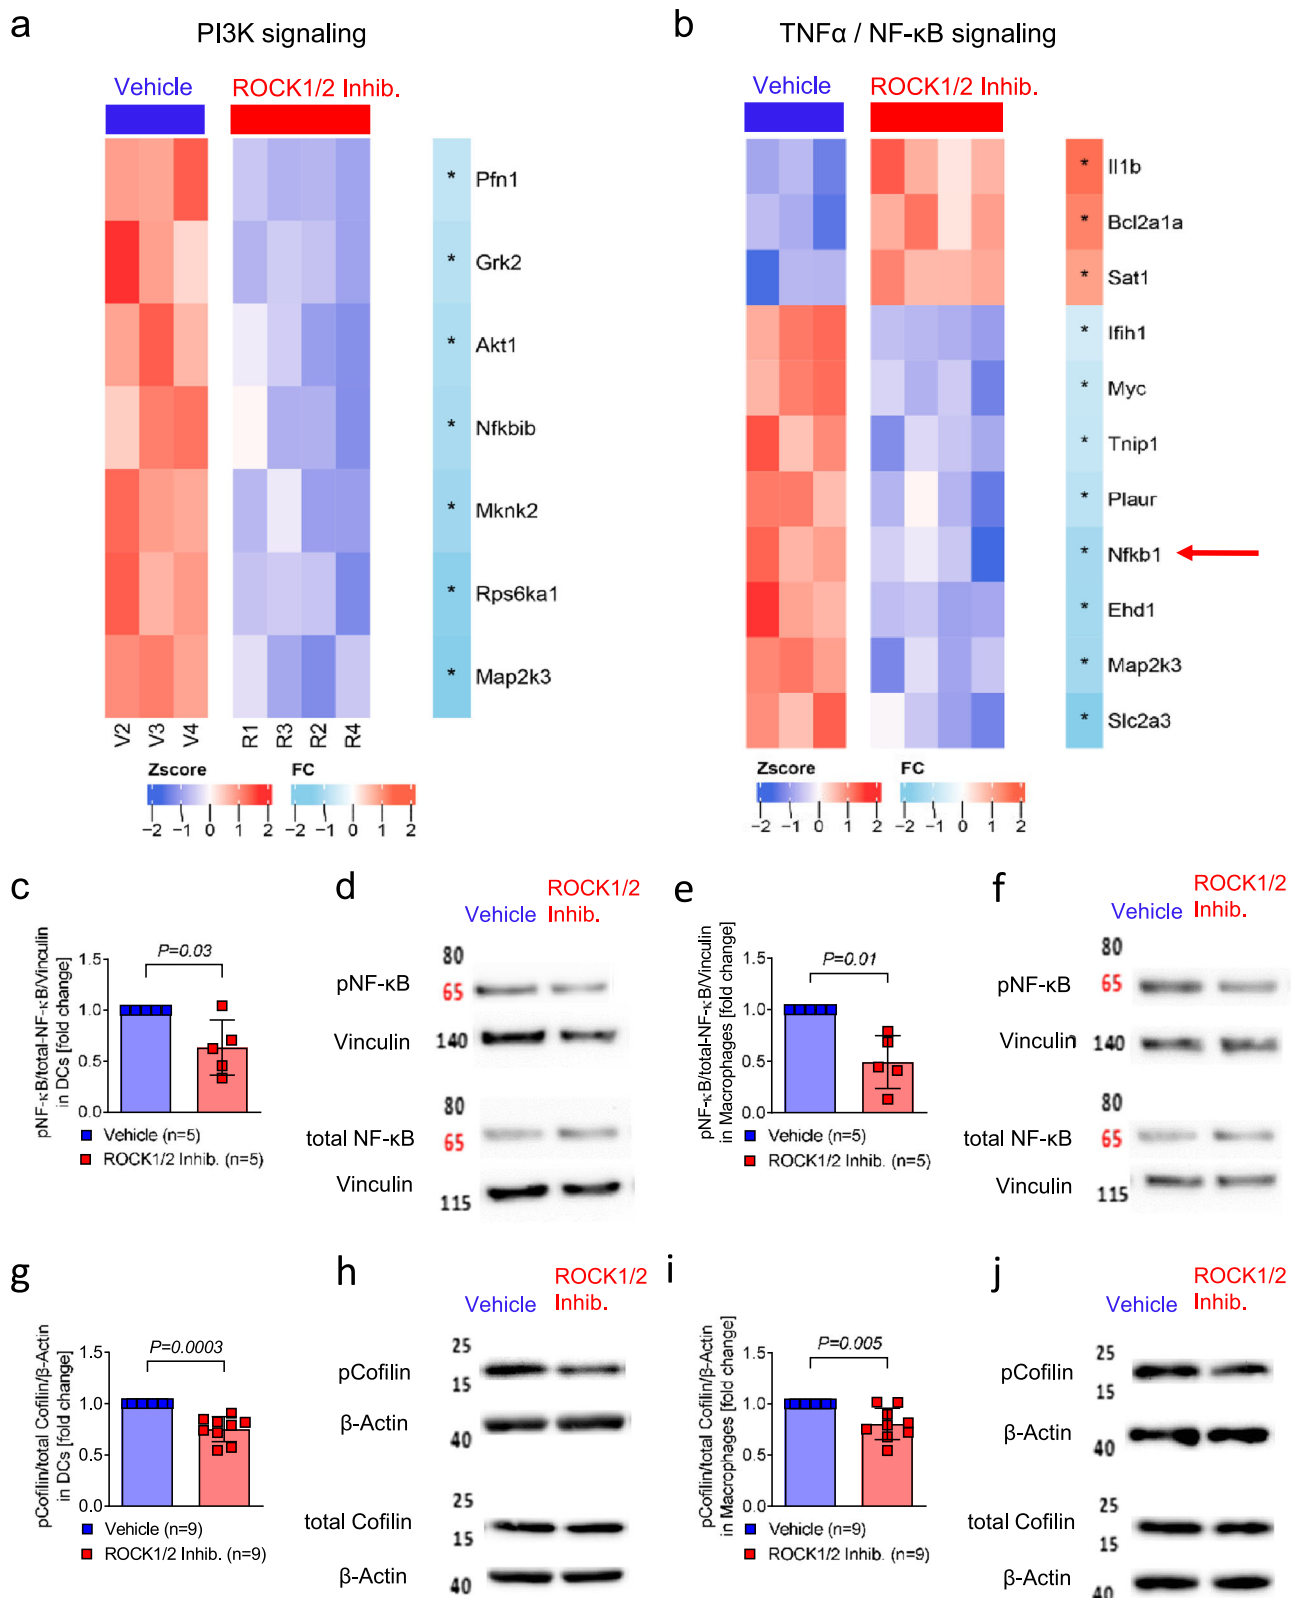 a
PI3K signaling
Vehicle
ROCK1/2 Inhib.
* Pfn1
* Grk2
* Akt1
* Nfkbib
* Mknk2
* Rps6ka1
* Map2k3
V2 V3 V4 R1 R3 R2 R4
Zscore
-2 -1 0 1 2
FC
-2 -1 0 1 2
b
TNFα / NF-κB signaling
Vehicle
ROCK1/2 Inhib.
* Il1b
* Bcl2a1a
* Sat1
* Ifih1
* Myc
* Tnip1
* Plaur
* Nfkb1
* Ehd1
* Map2k3
* Slc2a3
Zscore
-2 -1 0 1 2
FC
-2 -1 0 1 2
c
pNF-κB/total-NF-κB/Vinculin
in DCs [fold change]
1.5
1.0
0.5
0.0
P=0.03
Vehicle (n=5)
ROCK1/2 Inhib. (n=5)
d
Vehicle
ROCK1/2
Inhib.
80
pNF-κB 65
Vinculin 140
80
total NF-κB 65
Vinculin
115
e
pNF-κB/total-NF-κB/Vinculin
in Macrophages [fold change]
1.5
1.0
0.5
0.0
P=0.01
Vehicle (n=5)
ROCK1/2 Inhib. (n=5)
f
Vehicle
ROCK1/2
Inhib.
80
pNF-κB 65
Vinculin 140
80
total NF-κB 65
Vinculin
115
g
pCofilin/total Cofilin/β-Actin
in DCs [fold change]
1.5
1.0
0.5
0.0
P=0.0003
Vehicle (n=9)
ROCK1/2 Inhib. (n=9)
h
Vehicle
ROCK1/2
Inhib.
25
pCofilin
15
β-Actin
40
25
total Cofilin
15
β-Actin
40
i
pCofilin/total Cofilin/β-Actin
in Macrophages [fold change]
1.5
1.0
0.5
0.0
P=0.005
Vehicle (n=9)
ROCK1/2 Inhib. (n=9)
j
Vehicle
ROCK1/2
Inhib.
25
pCofilin
15
β-Actin
40
25
total Cofilin
15
β-Actin
40